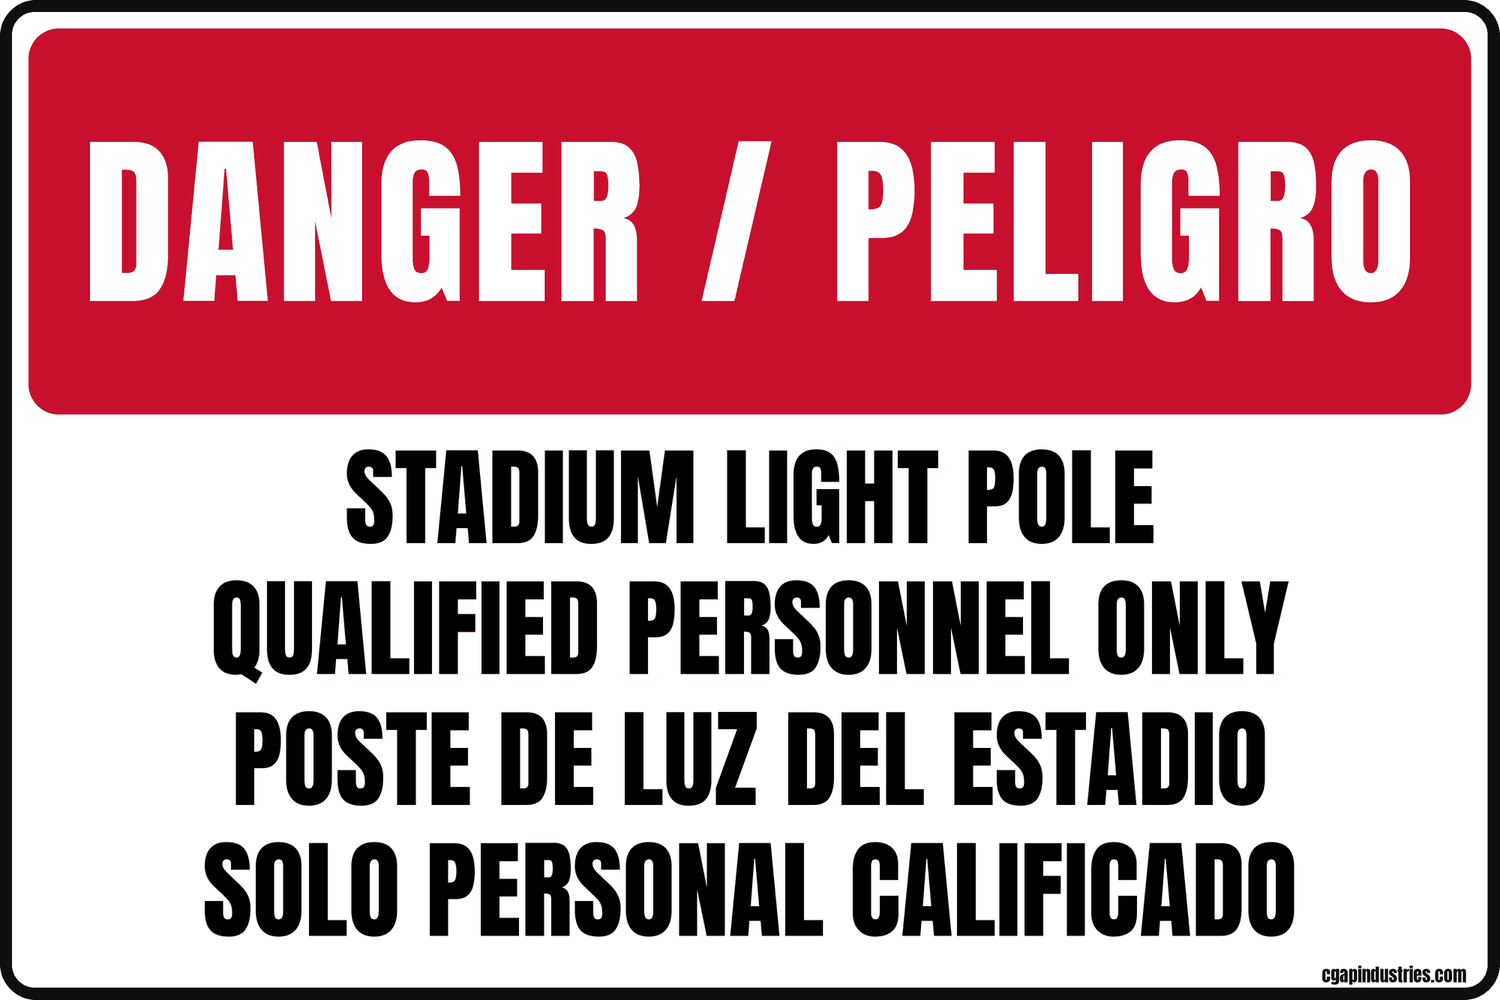 DANGER / PELIGRO
STADIUM LIGHT POLE
QUALIFIED PERSONNEL ONLY
POSTE DE LUZ DEL ESTADIO
SOLO PERSONAL CALIFICADO
cgapindustries.com